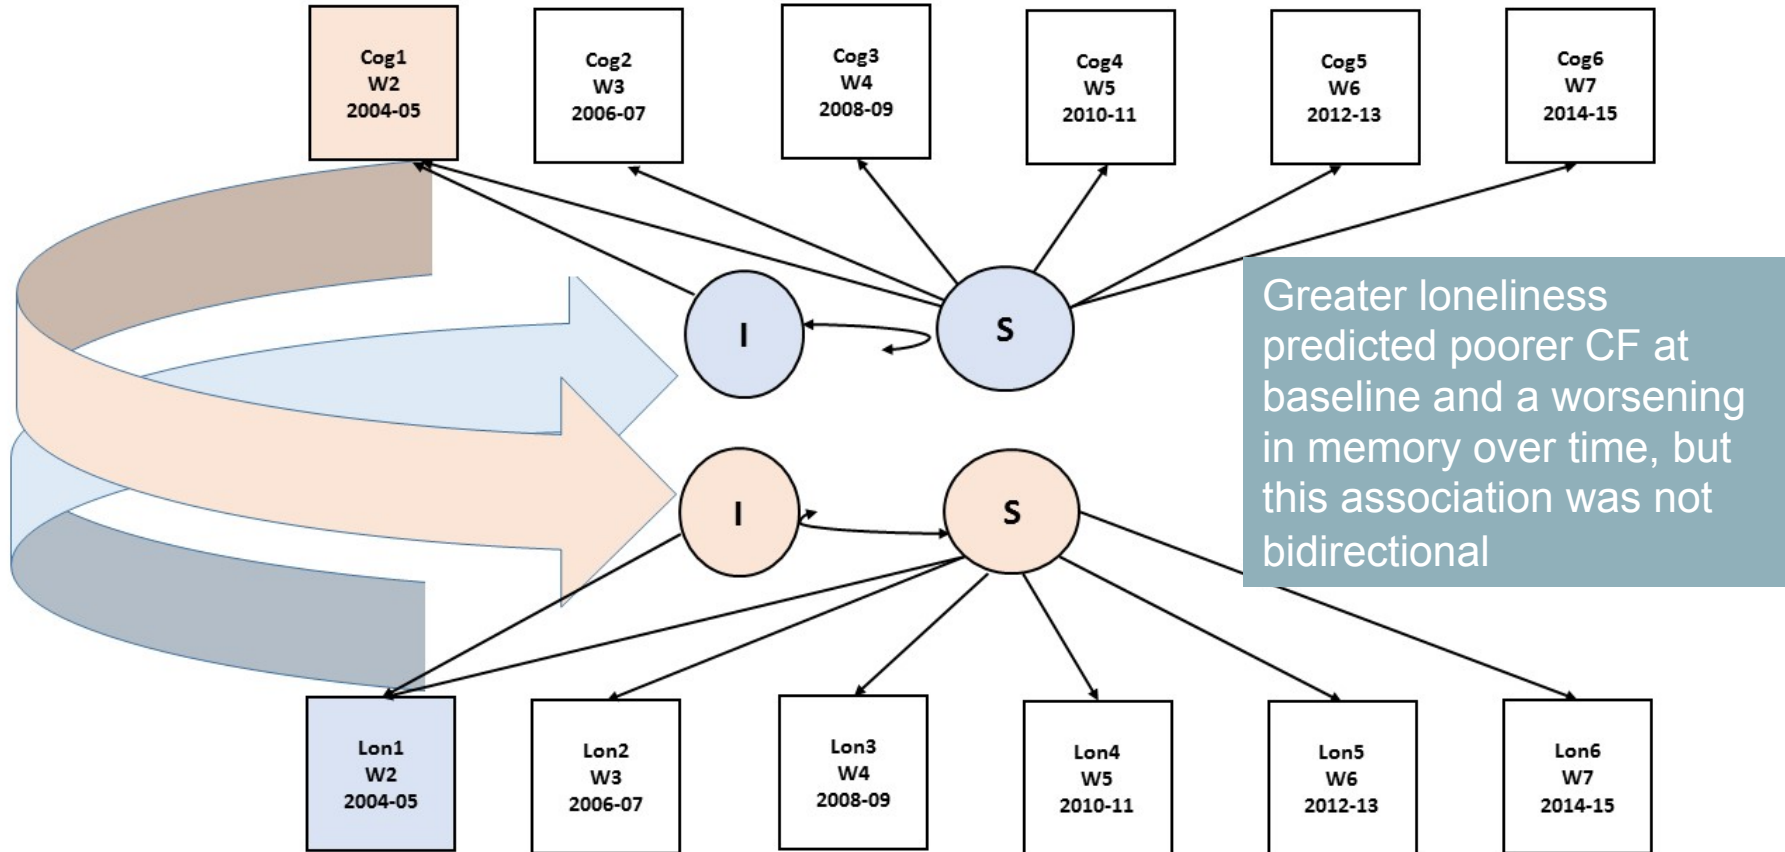 Cog1
W2
2004-05
Cog2
W3
2006-07
Cog3
W4
2008-09
Cog4
W5
2010-11
Cog5
W6
2012-13
Cog6
W7
2014-15
I
S
Greater loneliness
predicted poorer CF at
baseline and a worsening
in memory over time, but
this association was not
bidirectional
I
S
Lon1
W2
2004-05
Lon2
W3
2006-07
Lon3
W4
2008-09
Lon4
W5
2010-11
Lon5
W6
2012-13
Lon6
W7
2014-15